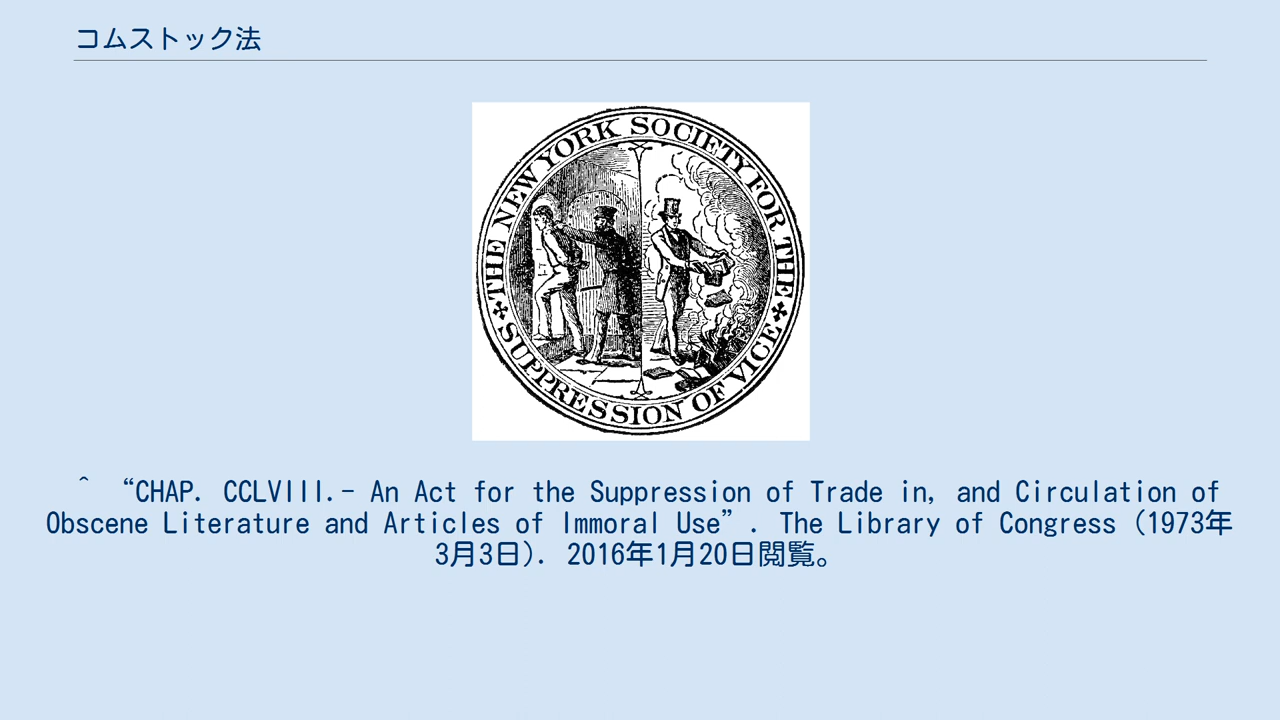 コムストック法
THE NEW YORK SOCIETY FOR THE
SUPPRESSION OF VICE
^ “CHAP. CCLVIII.- An Act for the Suppression of Trade in, and Circulation of
Obscene Literature and Articles of Immoral Use”. The Library of Congress (1973年
3月3日). 2016年1月20日閲覧。